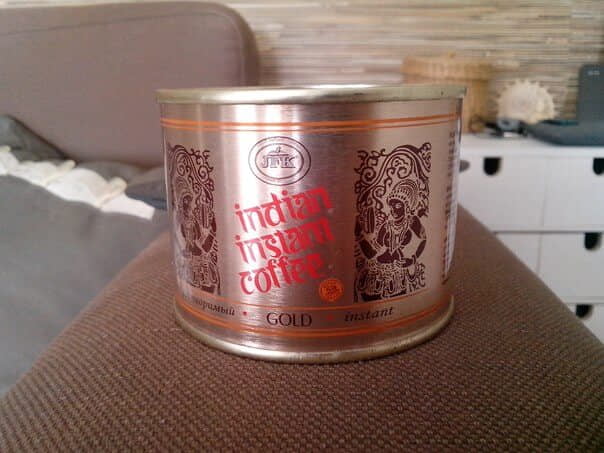 JFK
indian
instant
coffee
GOLD instant